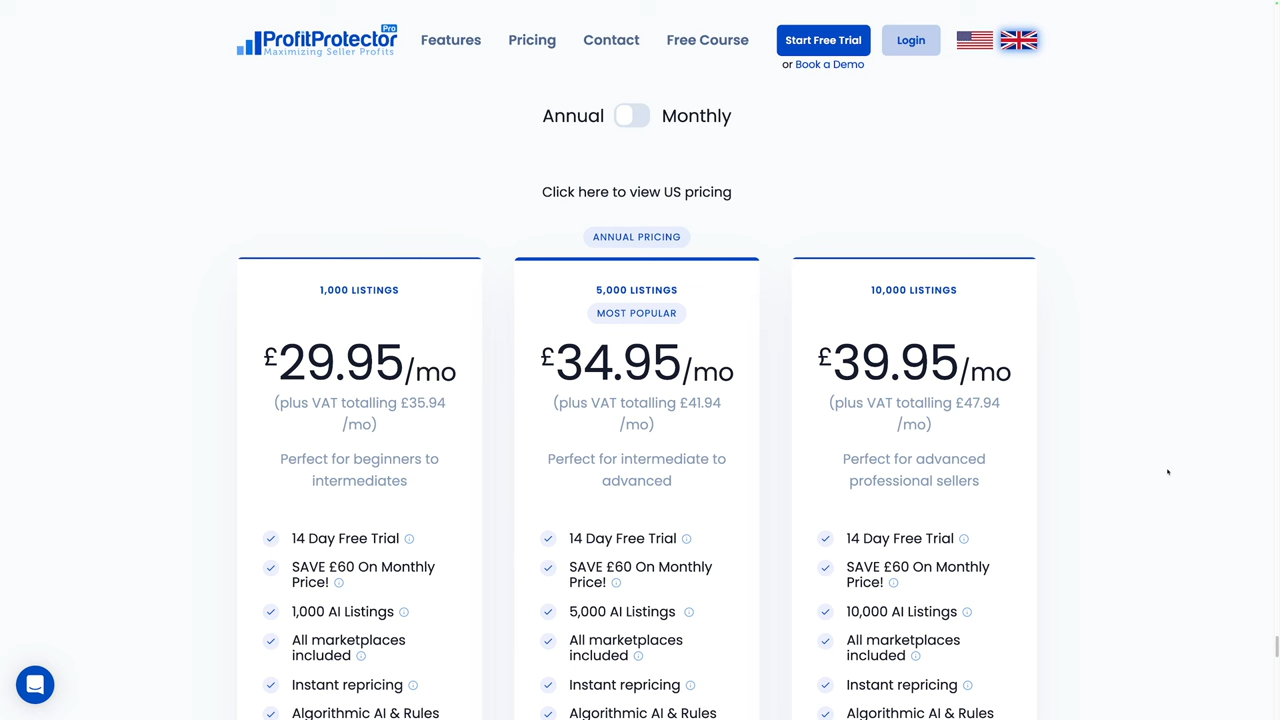 ProfitProtector Pro
Maximizing Seller Profits
Features
Pricing
Contact
Free Course
Start Free Trial
Login
or Book a Demo
Annual
Monthly
Click here to view US pricing
ANNUAL PRICING
1,000 LISTINGS
£29.95/mo
(plus VAT totalling £35.94
/mo)
Perfect for beginners to
intermediates
14 Day Free Trial
SAVE £60 On Monthly
Price!
1,000 AI Listings
All marketplaces
included
Instant repricing
Algorithmic AI & Rules
5,000 LISTINGS
MOST POPULAR
£34.95/mo
(plus VAT totalling £41.94
/mo)
Perfect for intermediate to
advanced
14 Day Free Trial
SAVE £60 On Monthly
Price!
5,000 AI Listings
All marketplaces
included
Instant repricing
Algorithmic AI & Rules
10,000 LISTINGS
£39.95/mo
(plus VAT totalling £47.94
/mo)
Perfect for advanced
professional sellers
14 Day Free Trial
SAVE £60 On Monthly
Price!
10,000 AI Listings
All marketplaces
included
Instant repricing
Algorithmic AI & Rules